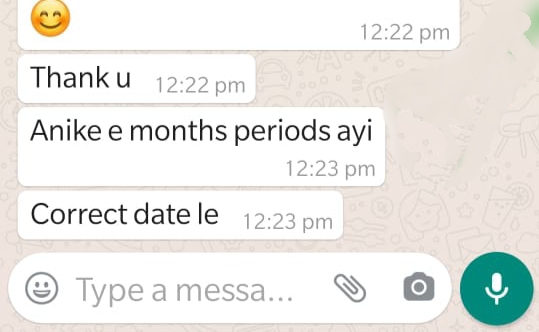 😊
12:22 pm
Thank u 12:22 pm
Anike e months periods ayi
12:23 pm
Correct date le 12:23 pm
Type a messa...